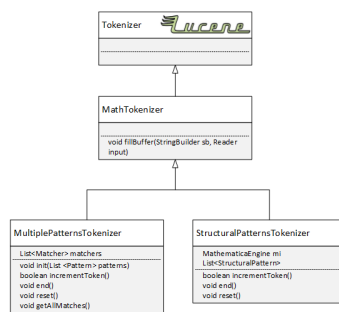 Tokenizer
Lucene
MathTokenizer
void fillBuffer(StringBuilder sb, Reader
input)
MultiplePatternsTokenizer
List<Matcher> matchers
void init(List <Pattern> patterns)
boolean incrementToken()
void end()
void reset()
void getAllMatches()
StructuralPatternsTokenizer
MathematicaEngine mi
List<StructuralPattern>
boolean incrementToken()
void end()
void reset()